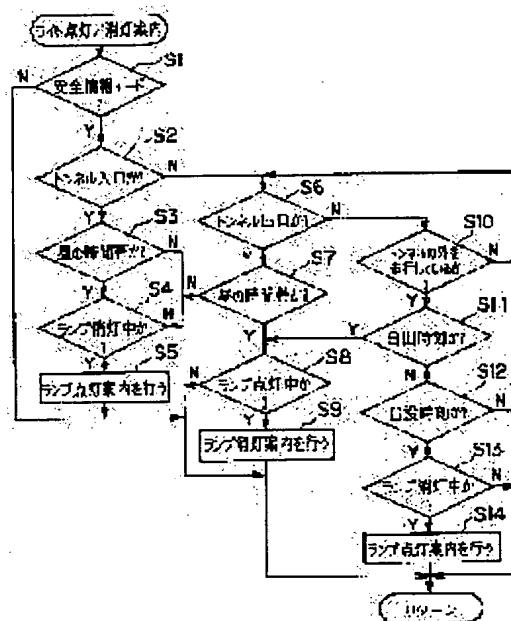 ライト点灯/消灯案内
S1
N
安全情報モード
Y
S2
トンネル入口か?
N
Y
S3
昼の時間帯か?
N
Y
S4
ランプ消灯中か
N
Y
S5
ランプ点灯案内を行う
S6
トンネル出口か?
N
S7
昼の時間帯か?
N
Y
S8
ランプ点灯中か
N
Y
S9
ランプ消灯案内を行う
S10
トンネルの外を走行しているか
N
Y
S11
日出時刻か?
Y
N
S12
日没時刻か?
N
Y
S13
ランプ消灯中か
N
Y
S14
ランプ点灯案内を行う
リターン